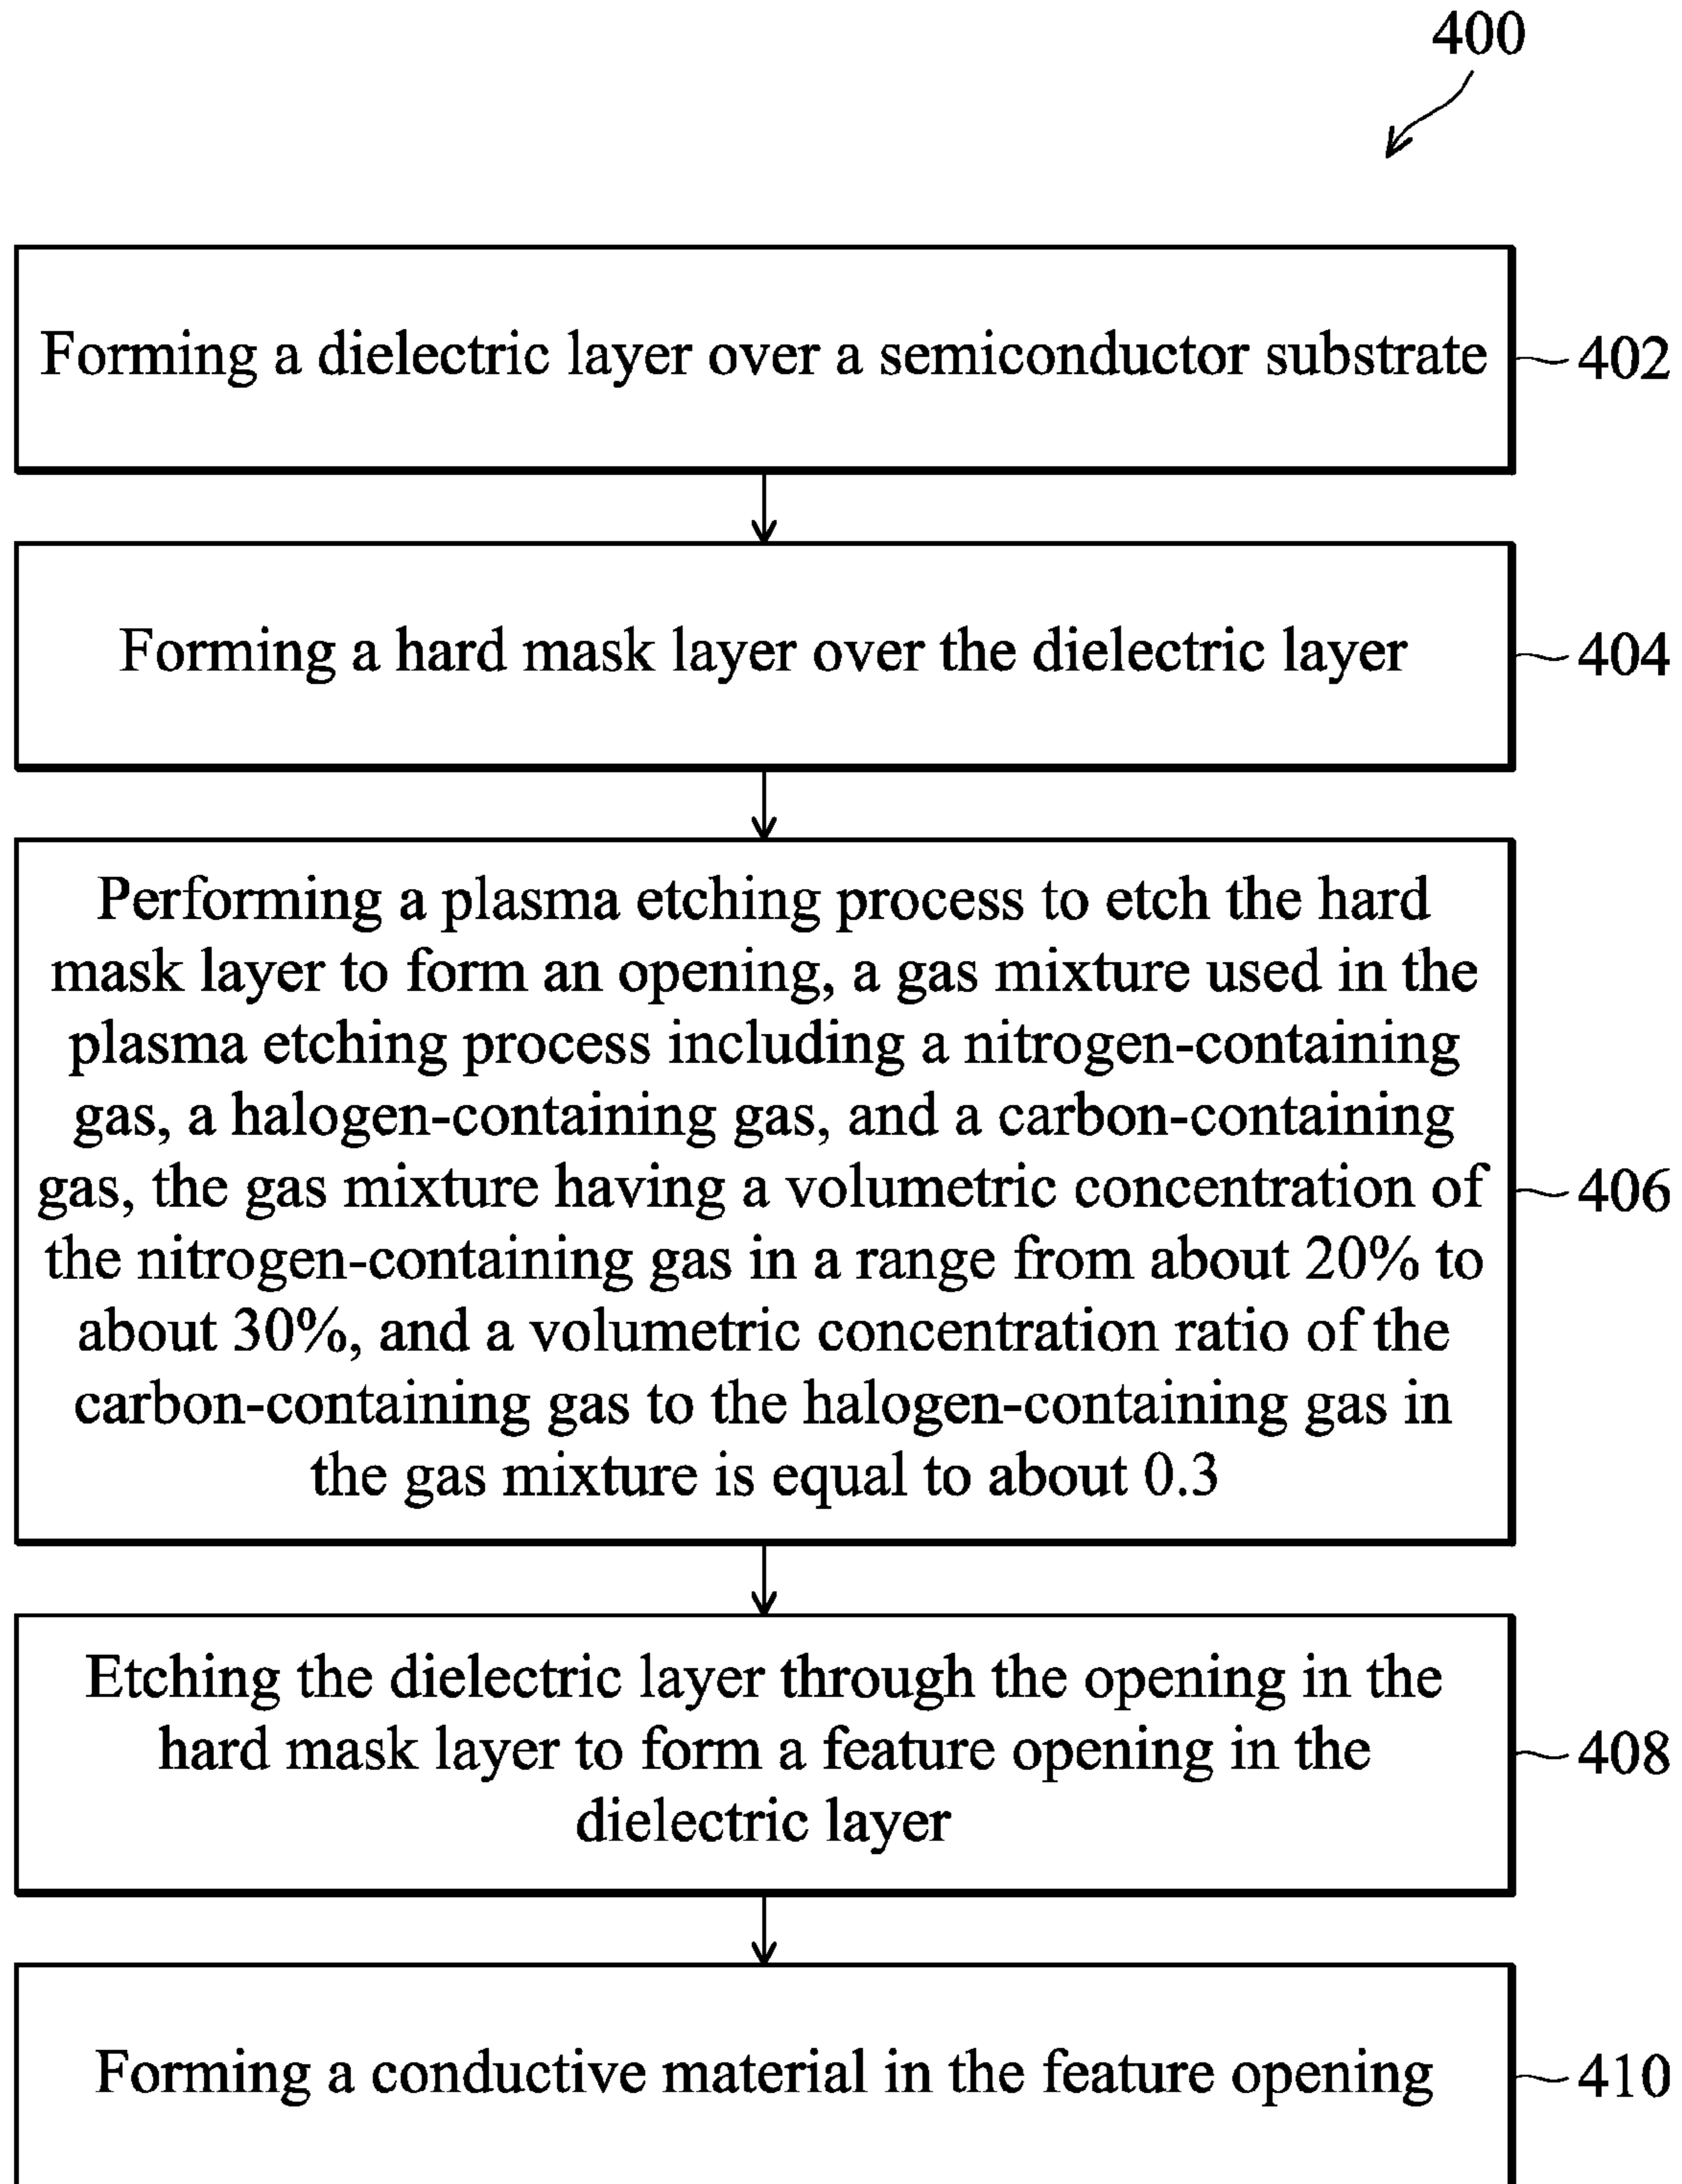 400
Forming a dielectric layer over a semiconductor substrate
402
Forming a hard mask layer over the dielectric layer
404
Performing a plasma etching process to etch the hard
mask layer to form an opening, a gas mixture used in the
plasma etching process including a nitrogen-containing
gas, a halogen-containing gas, and a carbon-containing
gas, the gas mixture having a volumetric concentration of
the nitrogen-containing gas in a range from about 20% to
about 30%, and a volumetric concentration ratio of the
carbon-containing gas to the halogen-containing gas in
the gas mixture is equal to about 0.3
406
Etching the dielectric layer through the opening in the
hard mask layer to form a feature opening in the
dielectric layer
408
Forming a conductive material in the feature opening
410